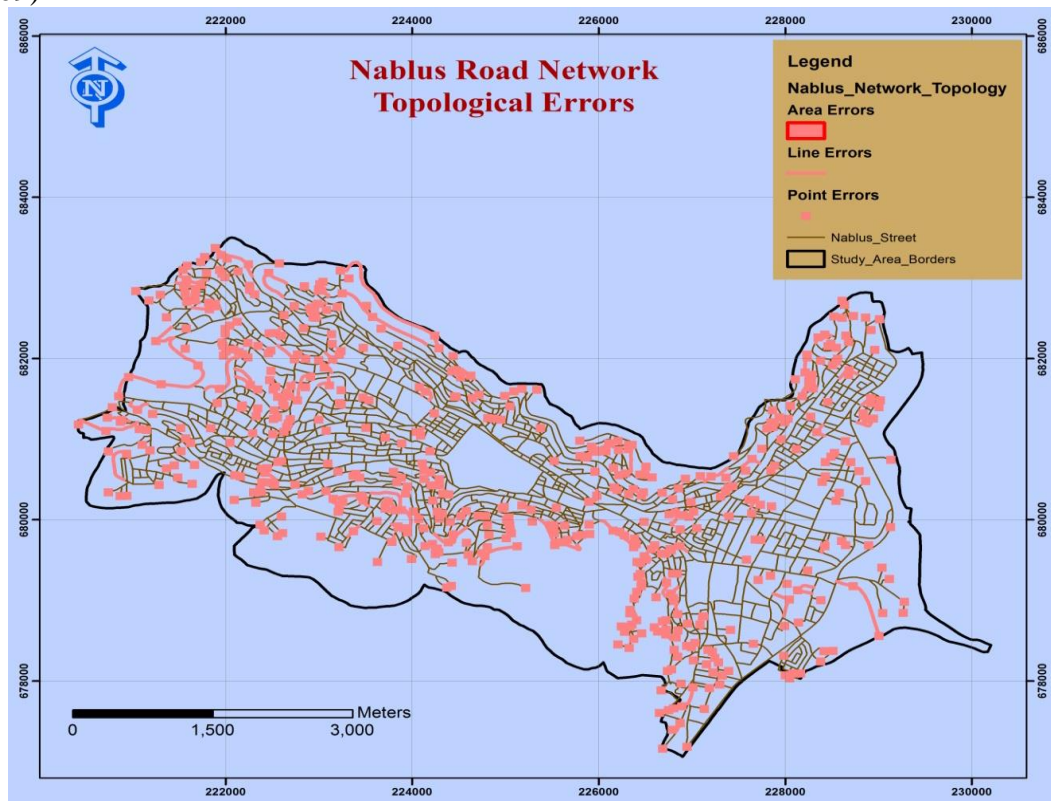 222000 224000 226000 228000 230000
686000 686000
N
Nablus Road Network
Topological Errors
Legend
Nablus_Network_Topology
Area Errors
Line Errors
Point Errors
Nablus_Street
Study_Area_Borders
684000 684000
682000 682000
680000 680000
678000 678000
Meters
0 1,500 3,000
222000 224000 226000 228000 230000